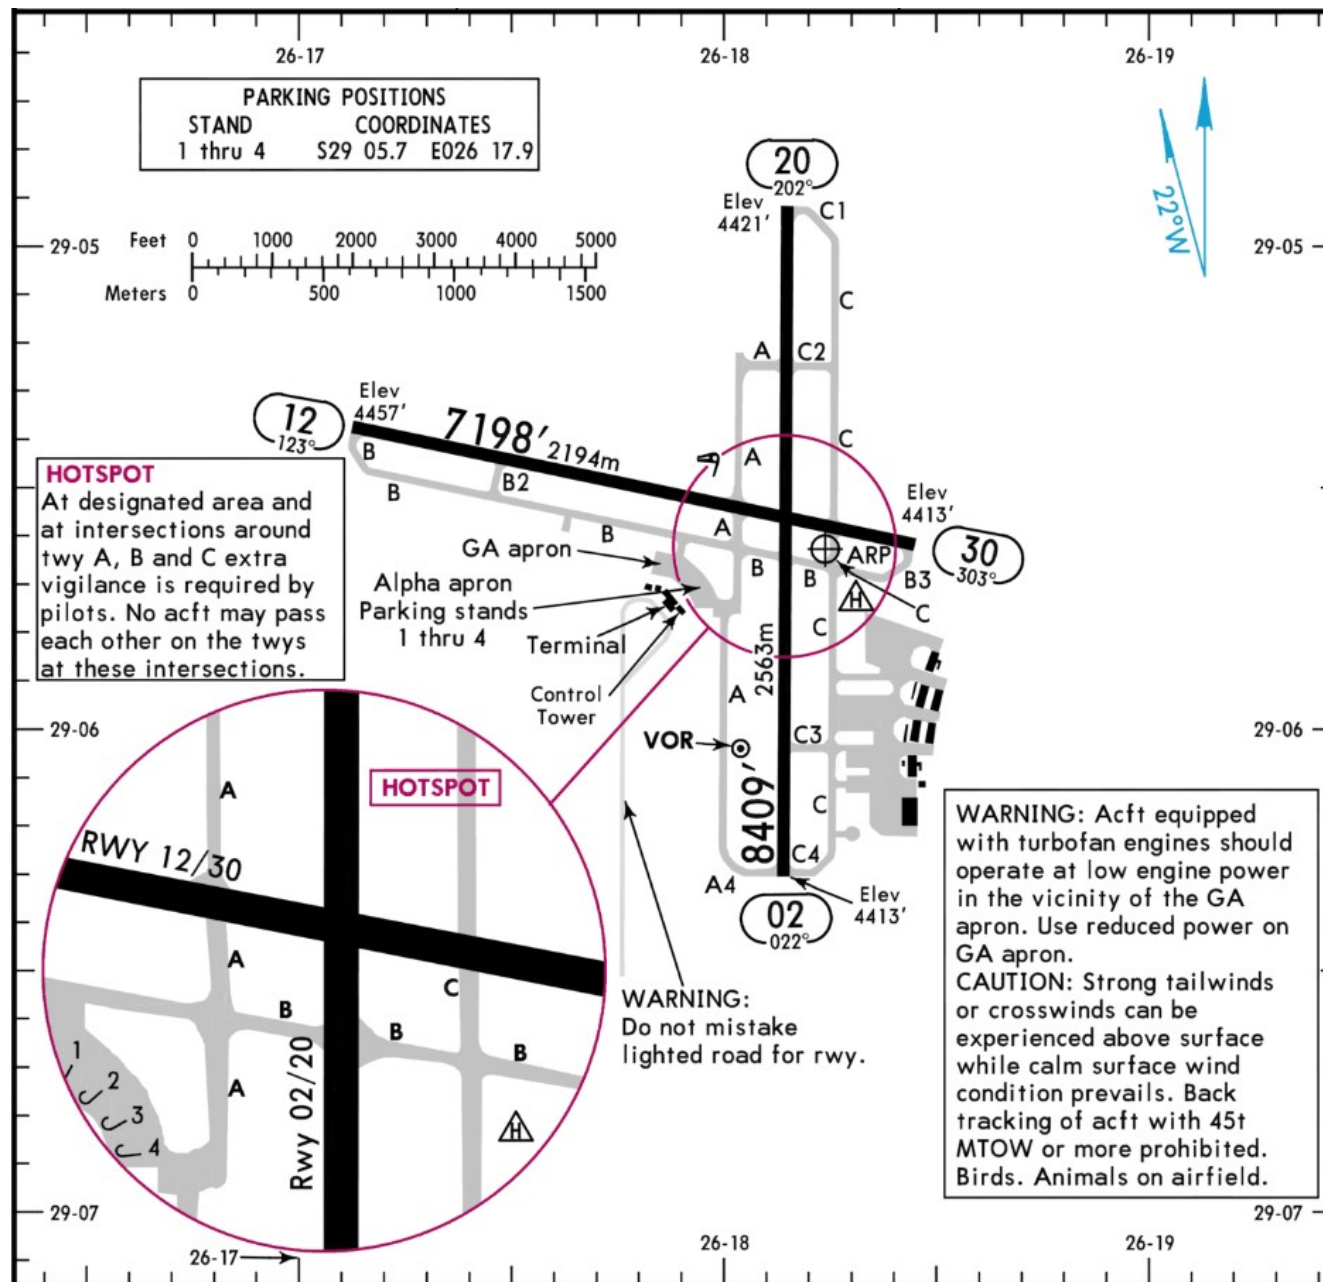 26-17
26-18
26-19
PARKING POSITIONS
STAND COORDINATES
1 thru 4 S29 05.7 E026 17.9
20
202°
Elev
4421'
C1
22°W
29-05
Feet 0 1000 2000 3000 4000 5000
Meters 0 500 1000 1500
29-05
C
A
C2
12
123°
Elev
4457'
7198' 2194m
B
B
B2
B
A
C
A
Elev
4413'
30
303°
HOTSPOT
At designated area and
at intersections around
twy A, B and C extra
vigilance is required by
pilots. No acft may pass
each other on the twys
at these intersections.
GA apron
Alpha apron
Parking stands
1 thru 4
Terminal
Control
Tower
B
B
ARP
B3
H
C
C
2563m
A
VOR
8409'
C3
C
C4
A4
02
022°
Elev
4413'
29-06
29-06
HOTSPOT
A
RWY 12/30
A
B
B
C
B
A
1
2
3
4
Rwy 02/20
H
WARNING:
Do not mistake
lighted road for rwy.
WARNING: Acft equipped
with turbofan engines should
operate at low engine power
in the vicinity of the GA
apron. Use reduced power on
GA apron.
CAUTION: Strong tailwinds
or crosswinds can be
experienced above surface
while calm surface wind
condition prevails. Back
tracking of acft with 45t
MTOW or more prohibited.
Birds. Animals on airfield.
29-07
29-07
26-17
26-18
26-19